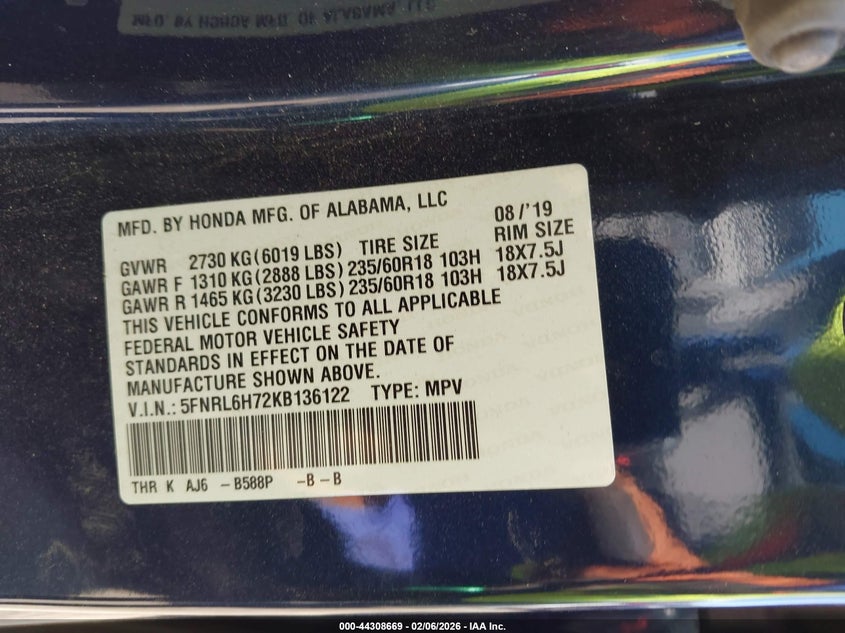 MFD. BY HONDA MFG. OF ALABAMA, LLC 08/'19
GVWR 2730 KG(6019 LBS) TIRE SIZE RIM SIZE
GAWR F 1310 KG(2888 LBS)235/60R18 103H 18X7.5J
GAWR R 1465 KG(3230 LBS)235/60R18 103H 18X7.5J
THIS VEHICLE CONFORMS TO ALL APPLICABLE
FEDERAL MOTOR VEHICLE SAFETY
STANDARDS IN EFFECT ON THE DATE OF
MANUFACTURE SHOWN ABOVE.
V.I.N.: 5FNRL6H72KB136122 TYPE: MPV
THR K AJ6 -B588P -B-B
000-44308669 - 02/06/2026 - IAA Inc.